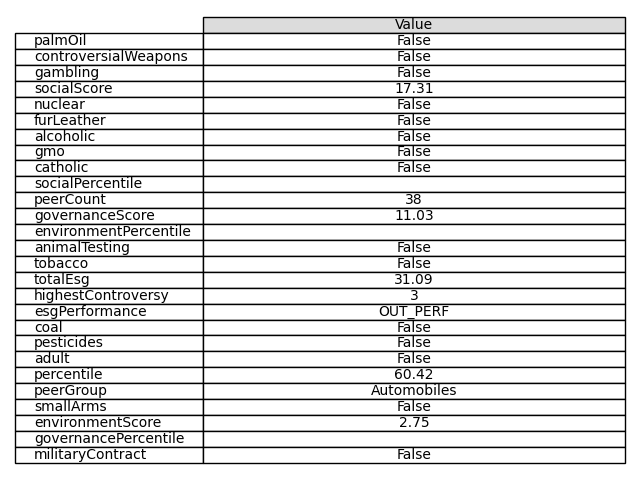 Value
palmOil False
controversialWeapons False
gambling False
socialScore 17.31
nuclear False
furLeather False
alcoholic False
gmo False
catholic False
socialPercentile
peerCount 38
governanceScore 11.03
environmentPercentile
animalTesting False
tobacco False
totalEsg 31.09
highestControversy 3
esgPerformance OUT_PERF
coal False
pesticides False
adult False
percentile 60.42
peerGroup Automobiles
smallArms False
environmentScore 2.75
governancePercentile
militaryContract False